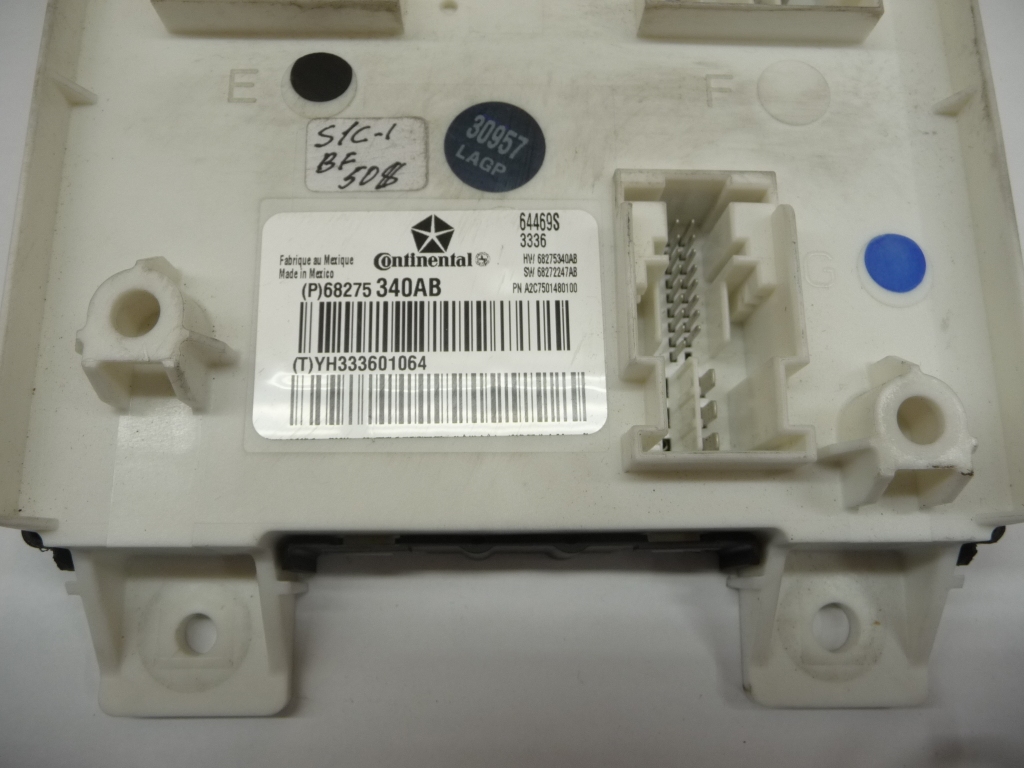 E
F
S/C-1
BF
508
30957
LAGP
64469S
3336
Fabrique au Mexique
Made in Mexico
Continental
HW 68275340AB
SW 68272247AB
(P)68275 340AB
PN A2C7501480100
(T)YH333601064
C